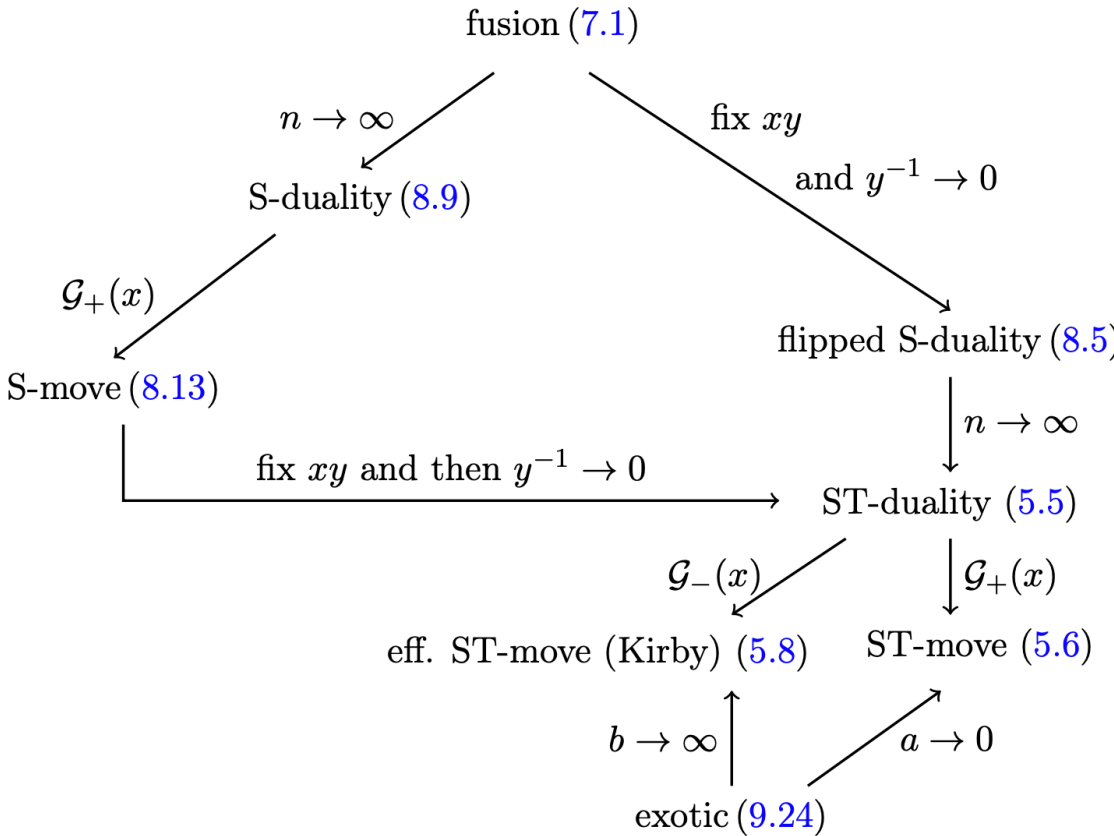 fusion (7.1)
n → ∞
fix xy
and y⁻¹ → 0
S-duality (8.9)
𝒢₊(x)
flipped S-duality (8.5)
S-move (8.13)
n → ∞
fix xy and then y⁻¹ → 0
ST-duality (5.5)
𝒢₋(x)
𝒢₊(x)
eff. ST-move (Kirby) (5.8)
ST-move (5.6)
b → ∞
a → 0
exotic (9.24)